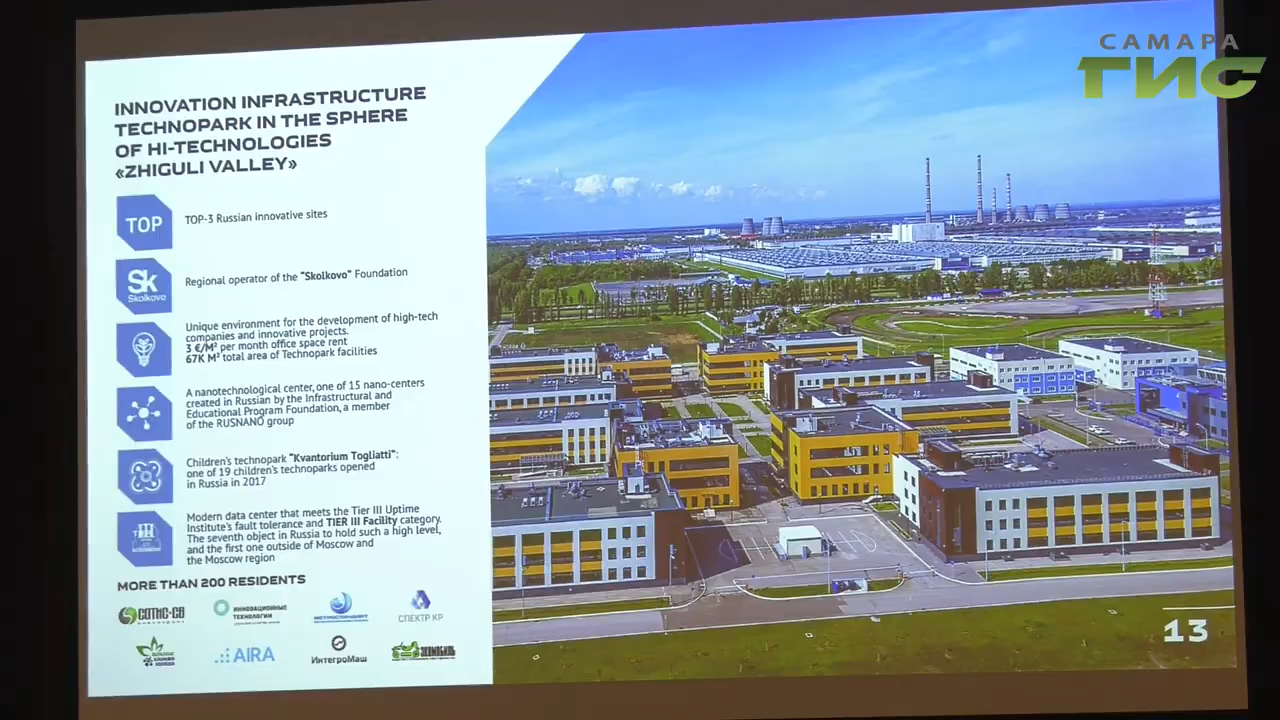 САМАРА
ГИС
INNOVATION INFRASTRUCTURE
TECHNOPARK IN THE SPHERE
OF HI-TECHNOLOGIES
«ZHIGULI VALLEY»
TOP
TOP-3 Russian innovative sites
Sk
Skolkovo
Regional operator of the "Skolkovo" Foundation
Unique environment for the development of high-tech
companies and innovative projects.
3 €/M² per month office space rent
67K M² total area of Technopark facilities
A nanotechnological center, one of 15 nano-centers
created in Russian by the Infrastructural and
Educational Program Foundation, a member
of the RUSNANO group
Children's technopark "Kvantorium Togliatti":
one of 19 children's technoparks opened
in Russia in 2017
Modern data center that meets the Tier III Uptime
Institute's fault tolerance and TIER III Facility category.
The seventh object in Russia to hold such a high level,
and the first one outside of Moscow and
the Moscow region
MORE THAN 200 RESIDENTS
СОТИС-СВ
ИННОВАЦИОННЫЕ
ТЕХНОЛОГИИ
СПЕКТР КР
AIRA
ИнтегроМаш
13